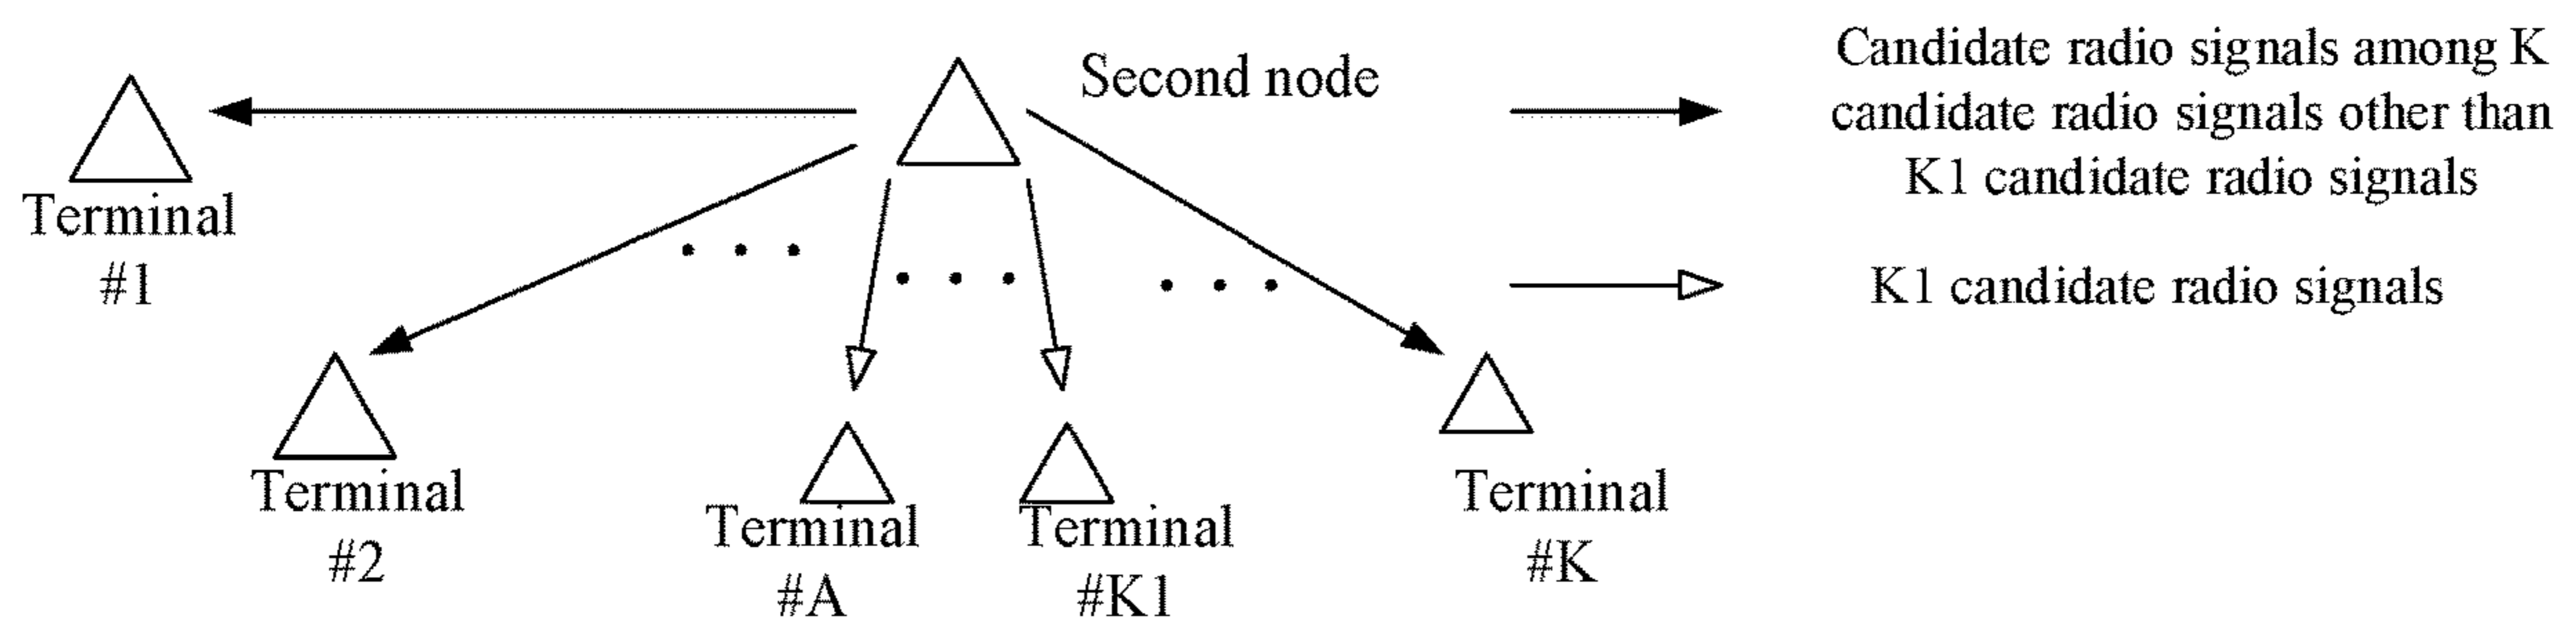 Second node
Candidate radio signals among K
candidate radio signals other than
K1 candidate radio signals
Terminal
#1
K1 candidate radio signals
Terminal
#2
Terminal
#A
Terminal
#K1
Terminal
#K